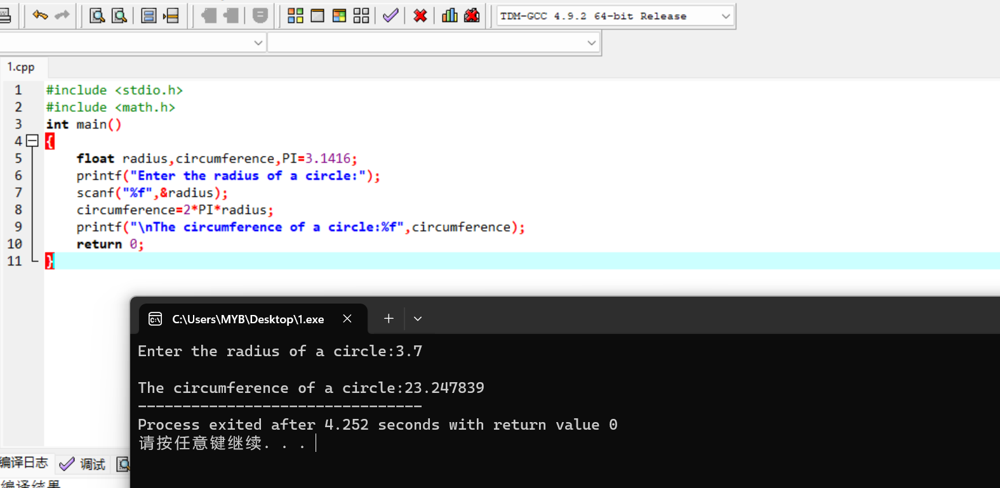 TDM-GCC 4.9.2 64-bit Release
1.cpp
1 #include <stdio.h>
2 #include <math.h>
3 int main()
4 {
5 float radius,circumference,PI=3.1416;
6 printf("Enter the radius of a circle:");
7 scanf("%f",&radius);
8 circumference=2*PI*radius;
9 printf("\nThe circumference of a circle:%f",circumference);
10 return 0;
11 }
C:\Users\MYB\Desktop\1.exe
Enter the radius of a circle:3.7
The circumference of a circle:23.247839
--------------------------------
Process exited after 4.252 seconds with return value 0
请按任意键继续. . .
编译日志 调试
编译结果